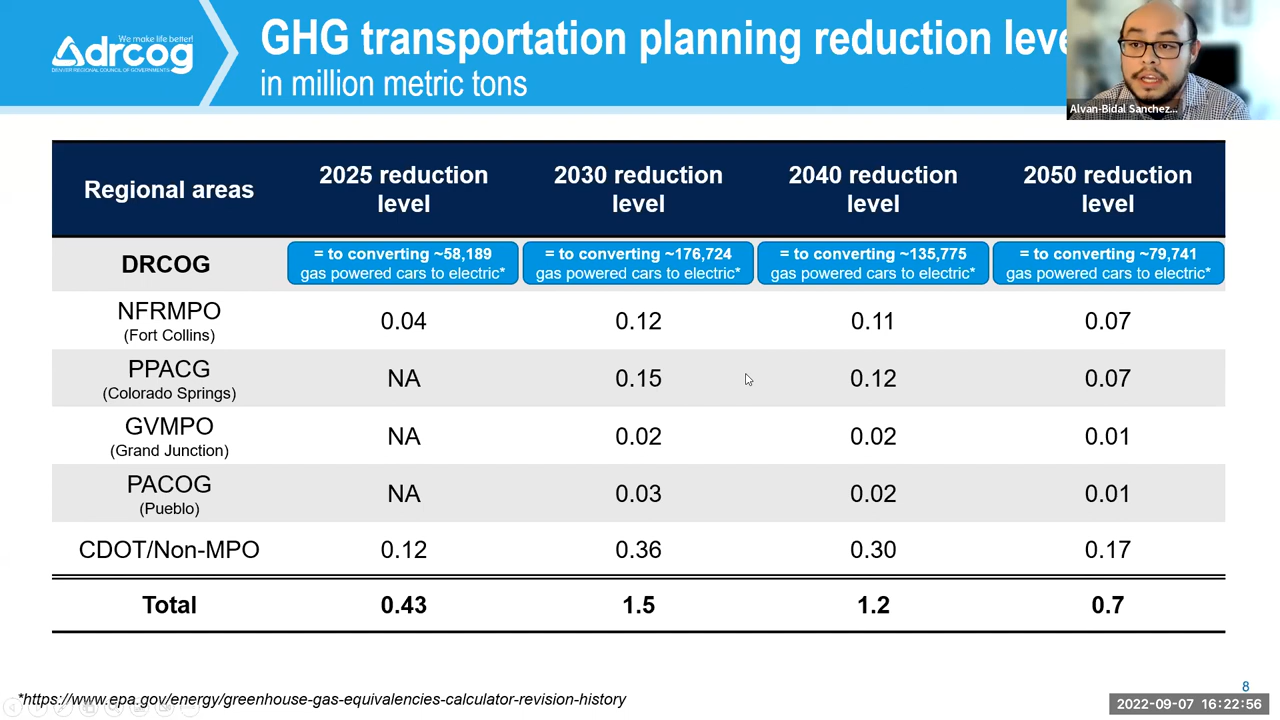 We make life better!
drcog
DENVER REGIONAL COUNCIL OF GOVERNMENTS
GHG transportation planning reduction leve
in million metric tons
Alvan-Bidal Sanchez...
Regional areas
2025 reduction
level
2030 reduction
level
2040 reduction
level
2050 reduction
level
DRCOG
= to converting ~58,189
gas powered cars to electric*
= to converting ~176,724
gas powered cars to electric*
= to converting ~135,775
gas powered cars to electric*
= to converting ~79,741
gas powered cars to electric*
NFRMPO
(Fort Collins)
0.04 0.12 0.11 0.07
PPACG
(Colorado Springs)
NA 0.15 0.12 0.07
GVMPO
(Grand Junction)
NA 0.02 0.02 0.01
PACOG
(Pueblo)
NA 0.03 0.02 0.01
CDOT/Non-MPO 0.12 0.36 0.30 0.17
Total 0.43 1.5 1.2 0.7
*https://www.epa.gov/energy/greenhouse-gas-equivalencies-calculator-revision-history
8
2022-09-07 16:22:56